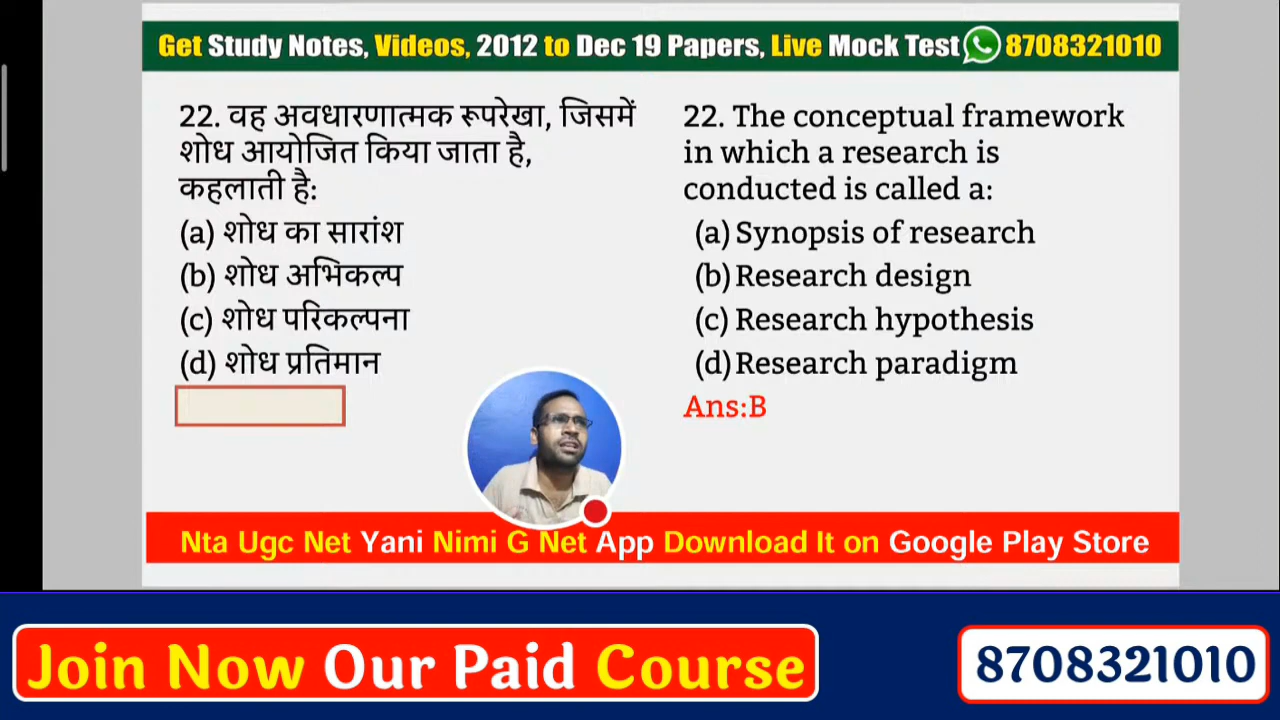 Get Study Notes, Videos, 2012 to Dec 19 Papers, Live Mock Test 8708321010
22. वह अवधारणात्मक रूपरेखा, जिसमें
शोध आयोजित किया जाता है,
कहलाती है:
(a) शोध का सारांश
(b) शोध अभिकल्प
(c) शोध परिकल्पना
(d) शोध प्रतिमान
22. The conceptual framework
in which a research is
conducted is called a:
(a) Synopsis of research
(b) Research design
(c) Research hypothesis
(d) Research paradigm
Ans:B
Nta Ugc Net Yani Nimi G Net App Download It on Google Play Store
Join Now Our Paid Course
8708321010